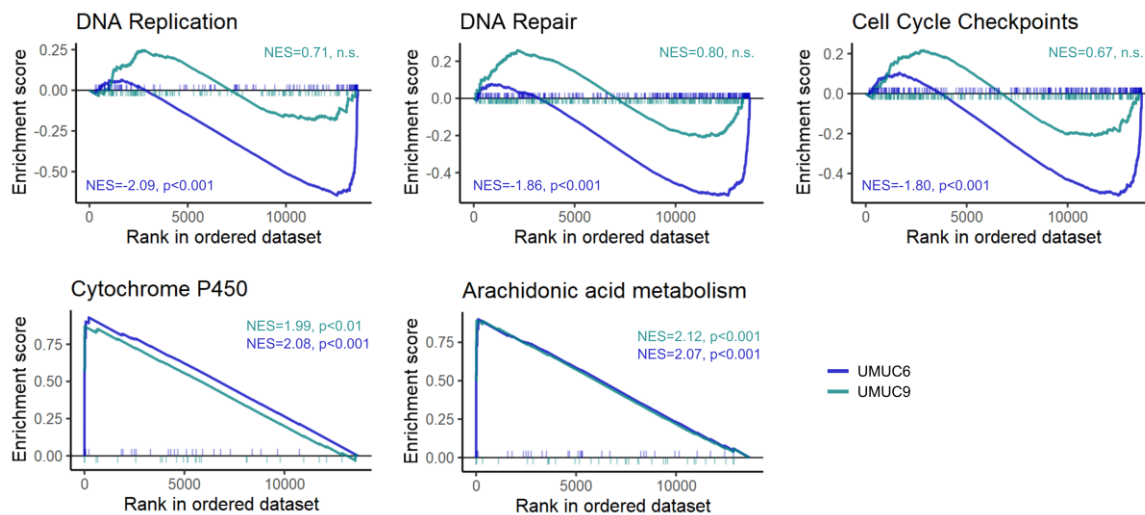 DNA Replication
Enrichment score
0.25
0.00
-0.25
-0.50
NES=0.71, n.s.
NES=-2.09, p<0.001
0
5000
10000
Rank in ordered dataset
DNA Repair
Enrichment score
0.2
0.0
-0.2
-0.4
NES=0.80, n.s.
NES=-1.86, p<0.001
0
5000
10000
Rank in ordered dataset
Cell Cycle Checkpoints
Enrichment score
0.2
0.0
-0.2
-0.4
NES=0.67, n.s.
NES=-1.80, p<0.001
0
5000
10000
Rank in ordered dataset
Cytochrome P450
Enrichment score
0.75
0.50
0.25
0.00
NES=1.99, p<0.01
NES=2.08, p<0.001
0
5000
10000
Rank in ordered dataset
Arachidonic acid metabolism
Enrichment score
0.75
0.50
0.25
0.00
NES=2.12, p<0.001
NES=2.07, p<0.001
0
5000
10000
Rank in ordered dataset
UMUC6
UMUC9